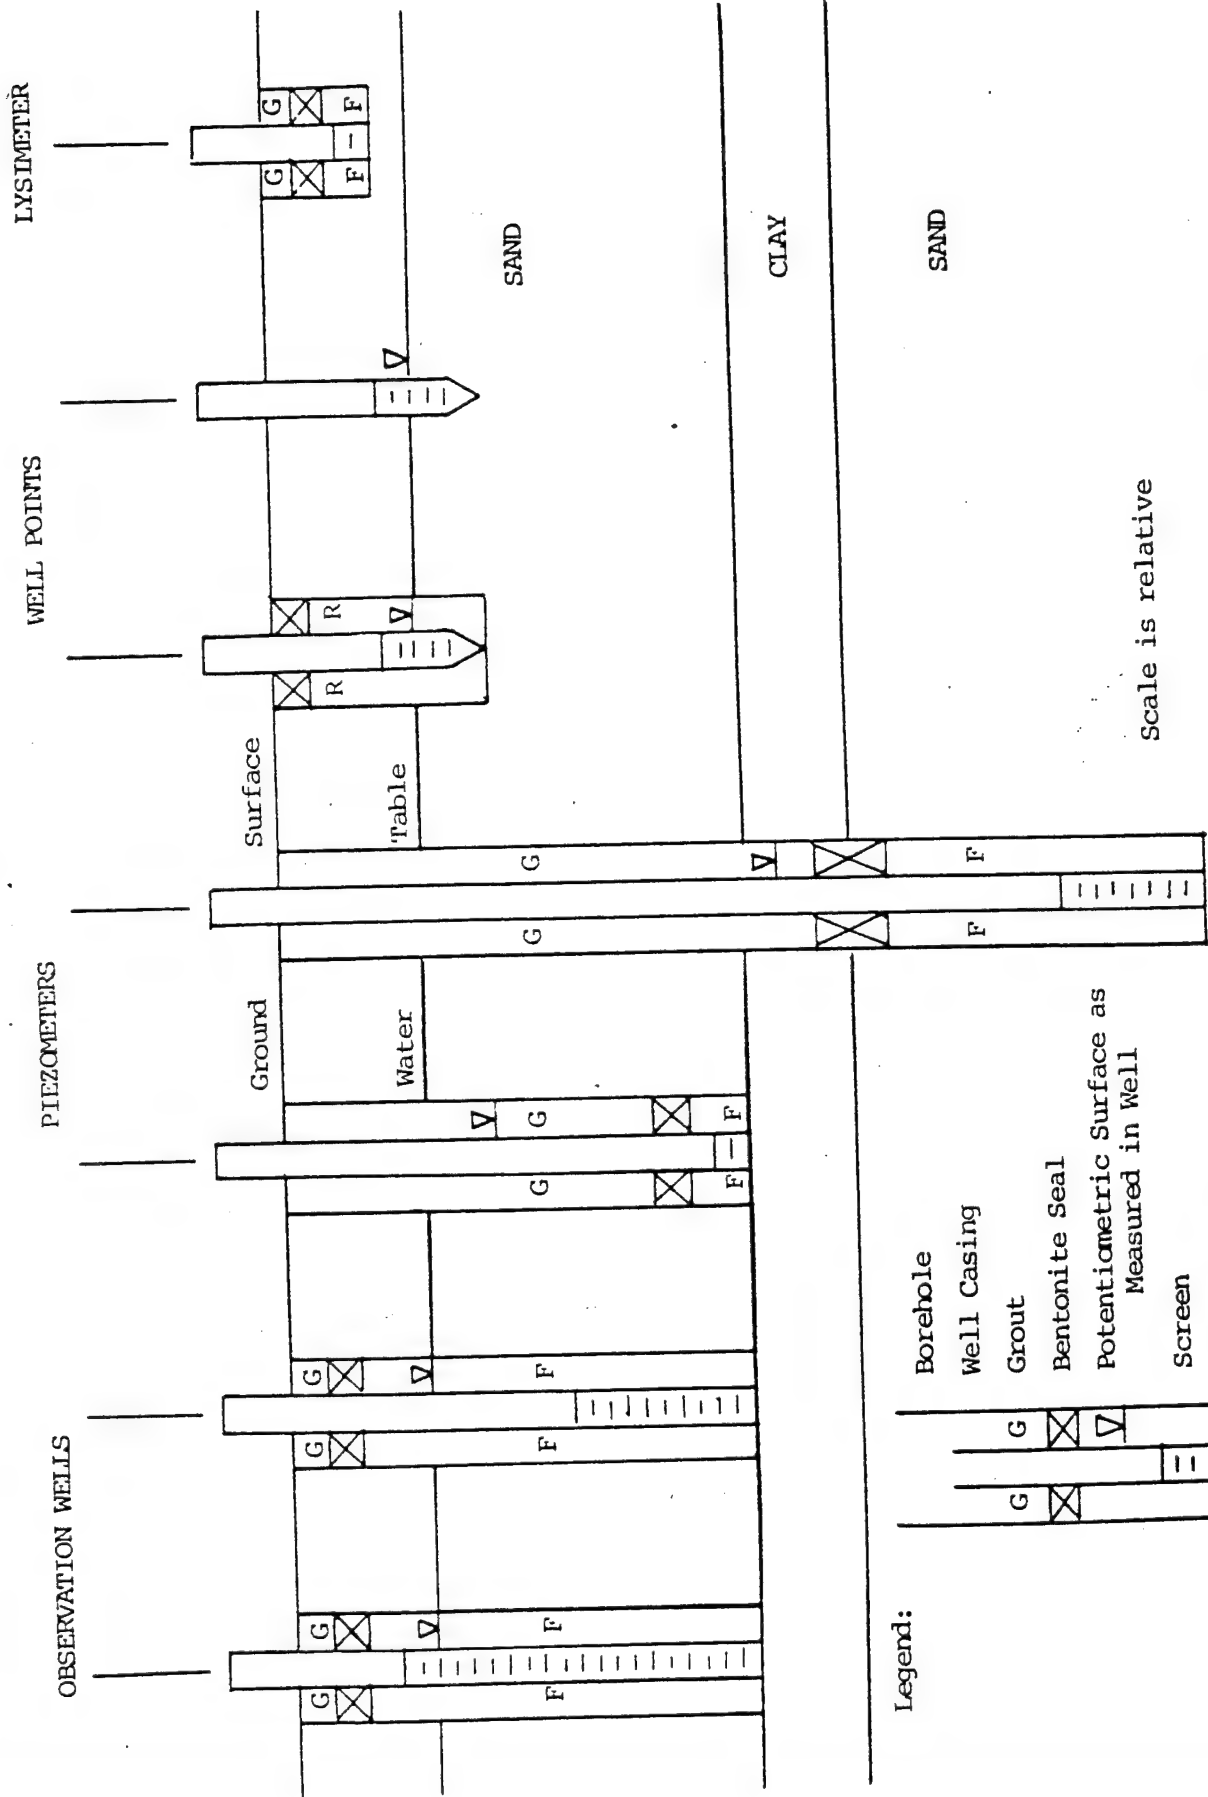 OBSERVATION WELLS
PIEZOMETERS
WELL POINTS
LYSIMETER
Ground Surface
Water Table
G G
G G
G G
G G
R R
G G
F F
F F
F F
F F
F F
SAND
CLAY
SAND
Scale is relative
Legend:
G G
Borehole
Well Casing
Grout
Bentonite Seal
Potentiometric Surface as
Measured in Well
Screen